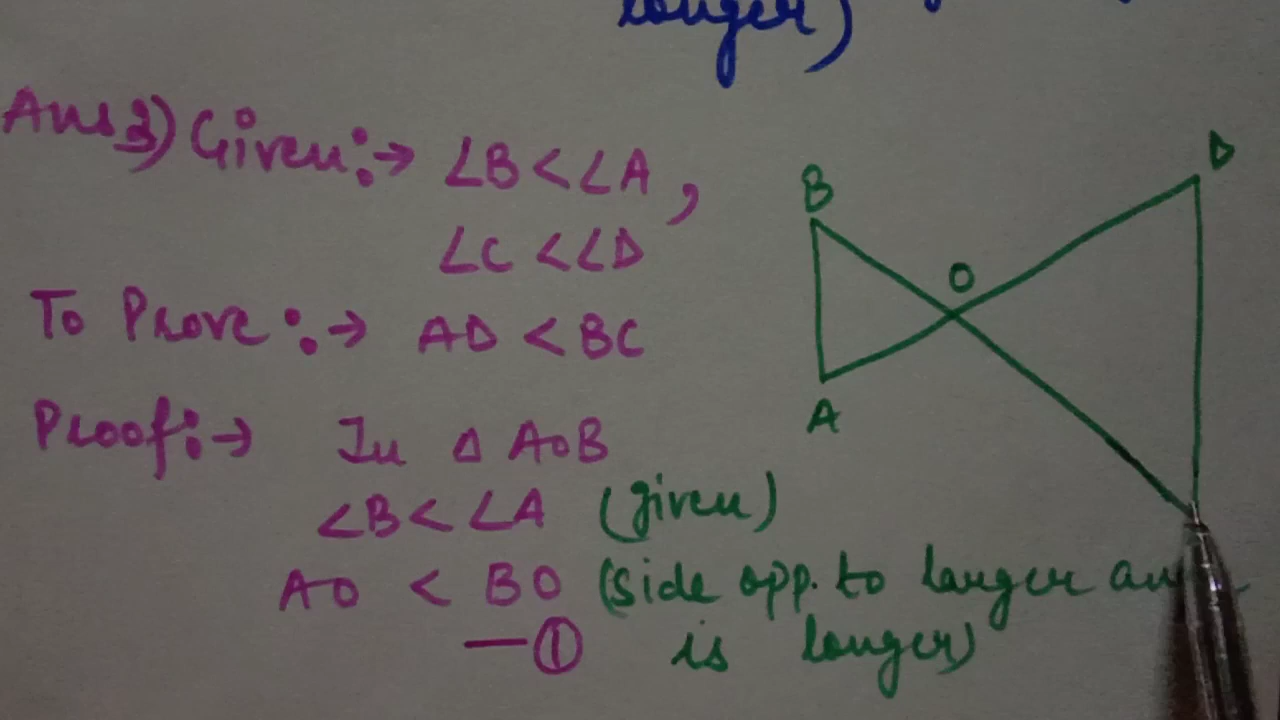 longer)
Ans 3) Given :→ ∠B < ∠A ,
∠C < ∠D
To Prove :→ AD < BC
Proof :→ In Δ AOB
∠B < ∠A (given)
AO < BO (side opp. to larger
— ① is longer)
B
D
O
A